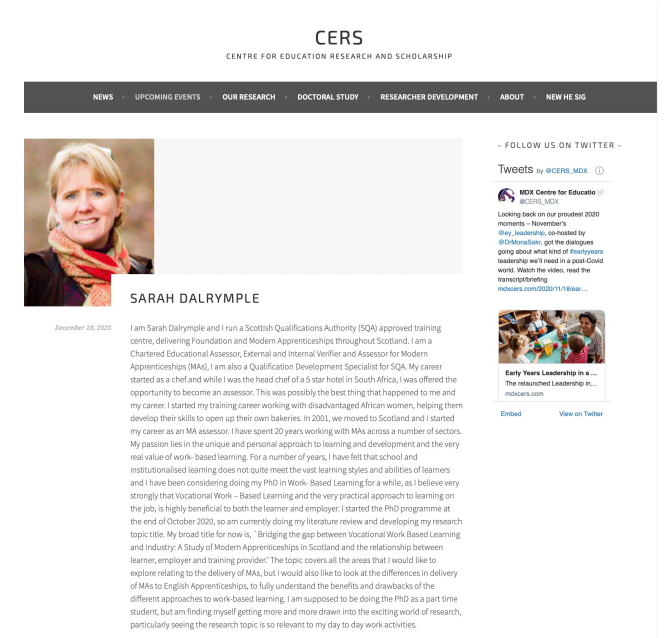 CERS
CENTRE FOR EDUCATION RESEARCH AND SCHOLARSHIP
NEWS • UPCOMING EVENTS • OUR RESEARCH • DOCTORAL STUDY • RESEARCHER DEVELOPMENT • ABOUT • NEW HE SIG
SARAH DALRYMPLE
December 28, 2020
I am Sarah Dalrymple and I run a Scottish Qualifications Authority (SQA) approved training
centre, delivering Foundation and Modern Apprenticeships throughout Scotland. I am a
Chartered Educational Assessor, External and Internal Verifier and Assessor for Modern
Apprenticeships (MAs), I am also a Qualification Development Specialist for SQA. My career
started as a chef and while I was the head chef of a 5 star hotel in South Africa, I was offered the
opportunity to become an assessor. This was possibly the best thing that happened to me and
my career. I started my training career working with disadvantaged African women, helping them
develop their skills to open up their own bakeries. In 2001, we moved to Scotland and I started
my career as an MA assessor. I have spent 20 years working with MAs across a number of sectors.
My passion lies in the unique and personal approach to learning and development and the very
real value of work- based learning. For a number of years, I have felt that school and
institutionalised learning does not quite meet the vast learning styles and abilities of learners
and I have been considering doing my PhD in Work- Based Learning for a while, as I believe very
strongly that Vocational Work – Based Learning and the very practical approach to learning on
the job, is highly beneficial to both the learner and employer. I started the PhD programme at
the end of October 2020, so am currently doing my literature review and developing my research
topic title. My broad title for now is, `Bridging the gap between Vocational Work Based Learning
and Industry: A Study of Modern Apprenticeships in Scotland and the relationship between
learner, employer and training provider.' The topic covers all the areas that I would like to
explore relating to the delivery of MAs, but I would also like to look at the differences in delivery
of MAs to English Apprenticeships, to fully understand the benefits and drawbacks of the
different approaches to work-based learning. I am supposed to be doing the PhD as a part time
student, but am finding myself getting more and more drawn into the exciting world of research,
particularly seeing the research topic is so relevant to my day to day work activities.
– FOLLOW US ON TWITTER –
Tweets by @CERS_MDX
MDX Centre for Educatio
@CERS_MDX
Looking back on our proudest 2020
moments – November's
@ey_leadership, co-hosted by
@DrMonaSakr, got the dialogues
going about what kind of #earlyyears
leadership we'll need in a post-Covid
world. Watch the video, read the
transcript/briefing
mdxcers.com/2020/11/18/ear…
Early Years Leadership in a ...
The relaunched Leadership in...
mdxcers.com
Embed View on Twitter